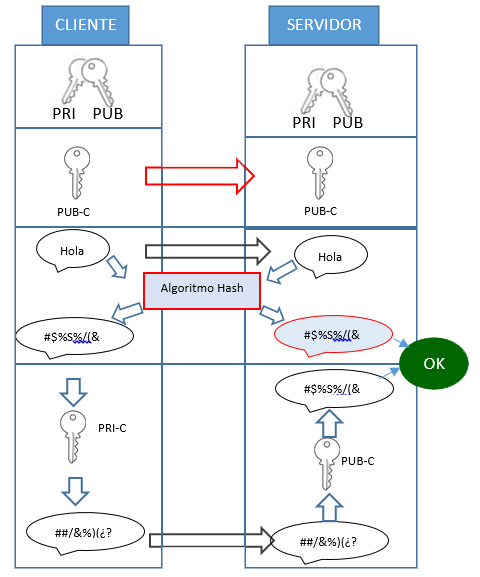 CLIENTE SERVIDOR
PRI PUB PRI PUB
PUB-C PUB-C
Hola Hola
Algoritmo Hash
#$%S%/(& #$%S%/(&
OK
#$%S%/(&
PRI-C PUB-C
##/&%)(¿? ##/&%)(¿?